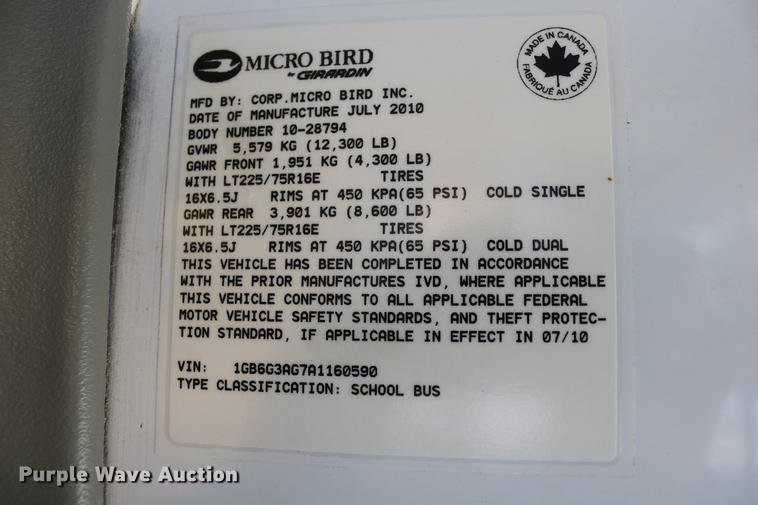 MICRO BIRD
by GIRARDIN
MADE IN CANADA
FABRIQUÉ AU CANADA
MFD BY: CORP.MICRO BIRD INC.
DATE OF MANUFACTURE JULY 2010
BODY NUMBER 10-28794
GVWR 5,579 KG (12,300 LB)
GAWR FRONT 1,951 KG (4,300 LB)
WITH LT225/75R16E TIRES
16X6.5J RIMS AT 450 KPA(65 PSI) COLD SINGLE
GAWR REAR 3,901 KG (8,600 LB)
WITH LT225/75R16E TIRES
16X6.5J RIMS AT 450 KPA(65 PSI) COLD DUAL
THIS VEHICLE HAS BEEN COMPLETED IN ACCORDANCE
WITH THE PRIOR MANUFACTURES IVD, WHERE APPLICABLE
THIS VEHICLE CONFORMS TO ALL APPLICABLE FEDERAL
MOTOR VEHICLE SAFETY STANDARDS, AND THEFT PROTEC-
TION STANDARD, IF APPLICABLE IN EFFECT IN 07/10
VIN: 1GB6G3AG7A1160590
TYPE CLASSIFICATION: SCHOOL BUS
Purple Wave Auction